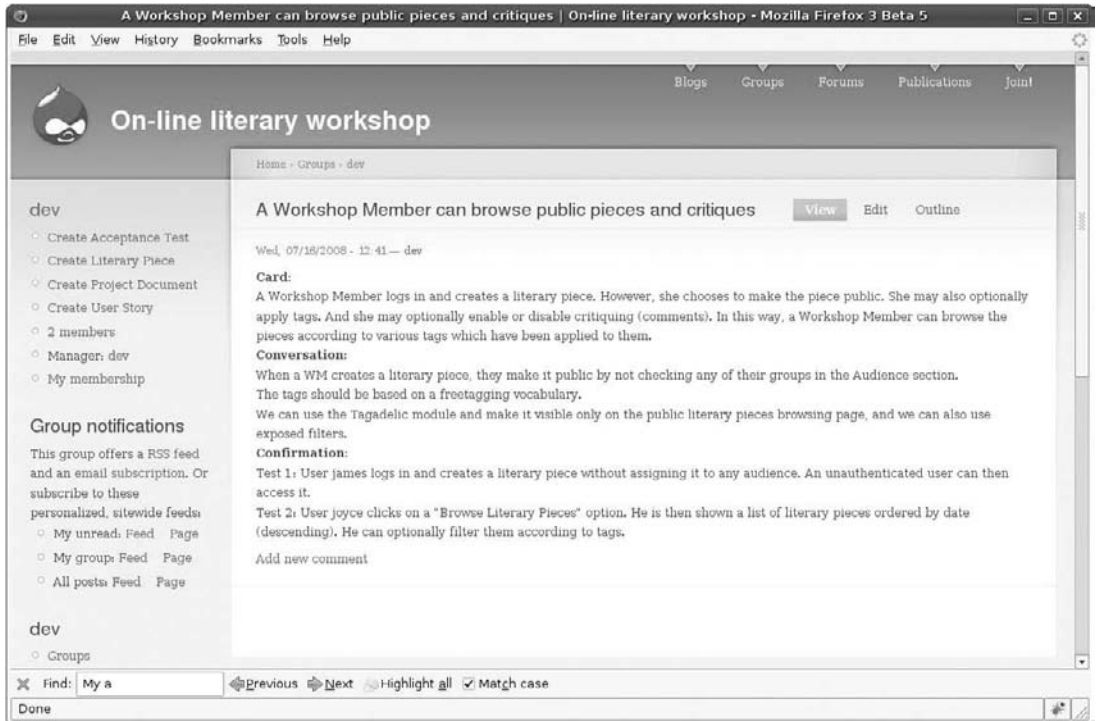 A Workshop Member can browse public pieces and critiques | On-line literary workshop - Mozilla Firefox 3 Beta 5
File Edit View History Bookmarks Tools Help
Blogs Groups Forums Publications Join!
On-line literary workshop
Home › Groups › dev
dev
Create Acceptance Test
Create Literary Piece
Create Project Document
Create User Story
2 members
Manager: dev
My membership
Group notifications
This group offers a RSS feed
and an email subscription. Or
subscribe to these
personalized, sitewide feeds:
My unread: Feed Page
My group: Feed Page
All posts: Feed Page
dev
Groups
A Workshop Member can browse public pieces and critiques View Edit Outline
Wed, 07/16/2008 - 12:41 — dev
Card:
A Workshop Member logs in and creates a literary piece. However, she chooses to make the piece public. She may also optionally
apply tags. And she may optionally enable or disable critiquing (comments). In this way, a Workshop Member can browse the
pieces according to various tags which have been applied to them.
Conversation:
When a WM creates a literary piece, they make it public by not checking any of their groups in the Audience section.
The tags should be based on a freetagging vocabulary.
We can use the Tagadelic module and make it visible only on the public literary pieces browsing page, and we can also use
exposed filters.
Confirmation:
Test 1: User james logs in and creates a literary piece without assigning it to any audience. An unauthenticated user can then
access it.
Test 2: User joyce clicks on a "Browse Literary Pieces" option. He is then shown a list of literary pieces ordered by date
(descending). He can optionally filter them according to tags.
Add new comment
Find: My a Previous Next Highlight all Match case
Done